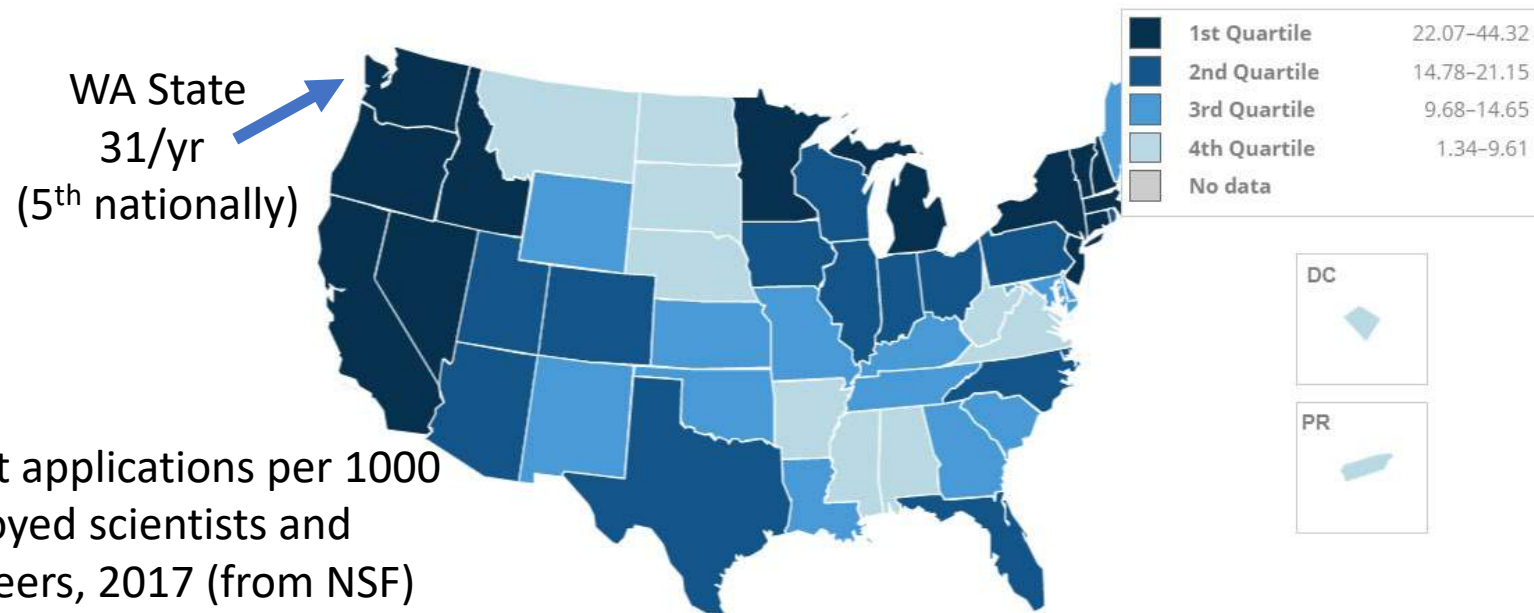 WA State
31/yr
(5th nationally)
1st Quartile 22.07–44.32
2nd Quartile 14.78–21.15
3rd Quartile 9.68–14.65
4th Quartile 1.34–9.61
No data
DC
PR
t applications per 1000
oyed scientists and
eers, 2017 (from NSF)